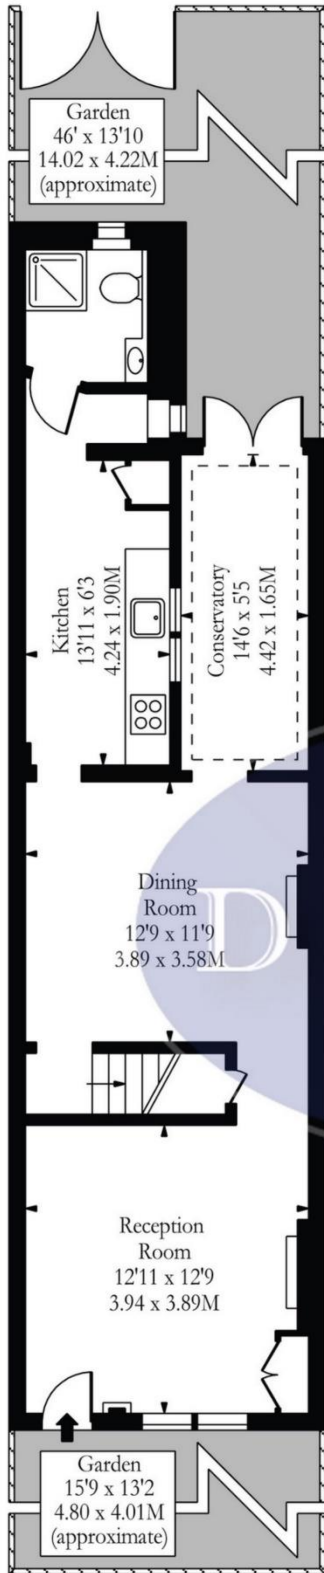 Garden
46' x 13'10
14.02 x 4.22M
(approximate)
Kitchen
13'11 x 6'3
4.24 x 1.90M
Conservatory
14'6 x 5'5
4.42 x 1.65M
Dining
Room
12'9 x 11'9
3.89 x 3.58M
D
Reception
Room
12'11 x 12'9
3.94 x 3.89M
Garden
15'9 x 13'2
4.80 x 4.01M
(approximate)